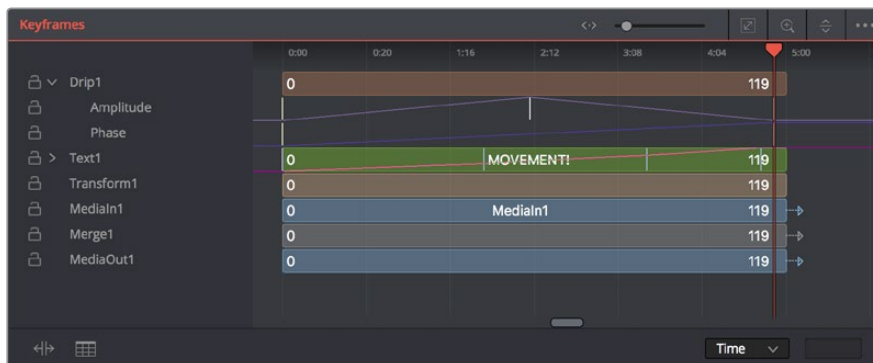 Keyframes
0:00 0:20 1:16 2:12 3:08 4:04 5:00
Drip1 0 119
Amplitude
Phase
Text1 0 MOVEMENT! 119
Transform1 0 119
MediaIn1 0 MediaIn1 119
Merge1 0 119
MediaOut1 0 119
Time